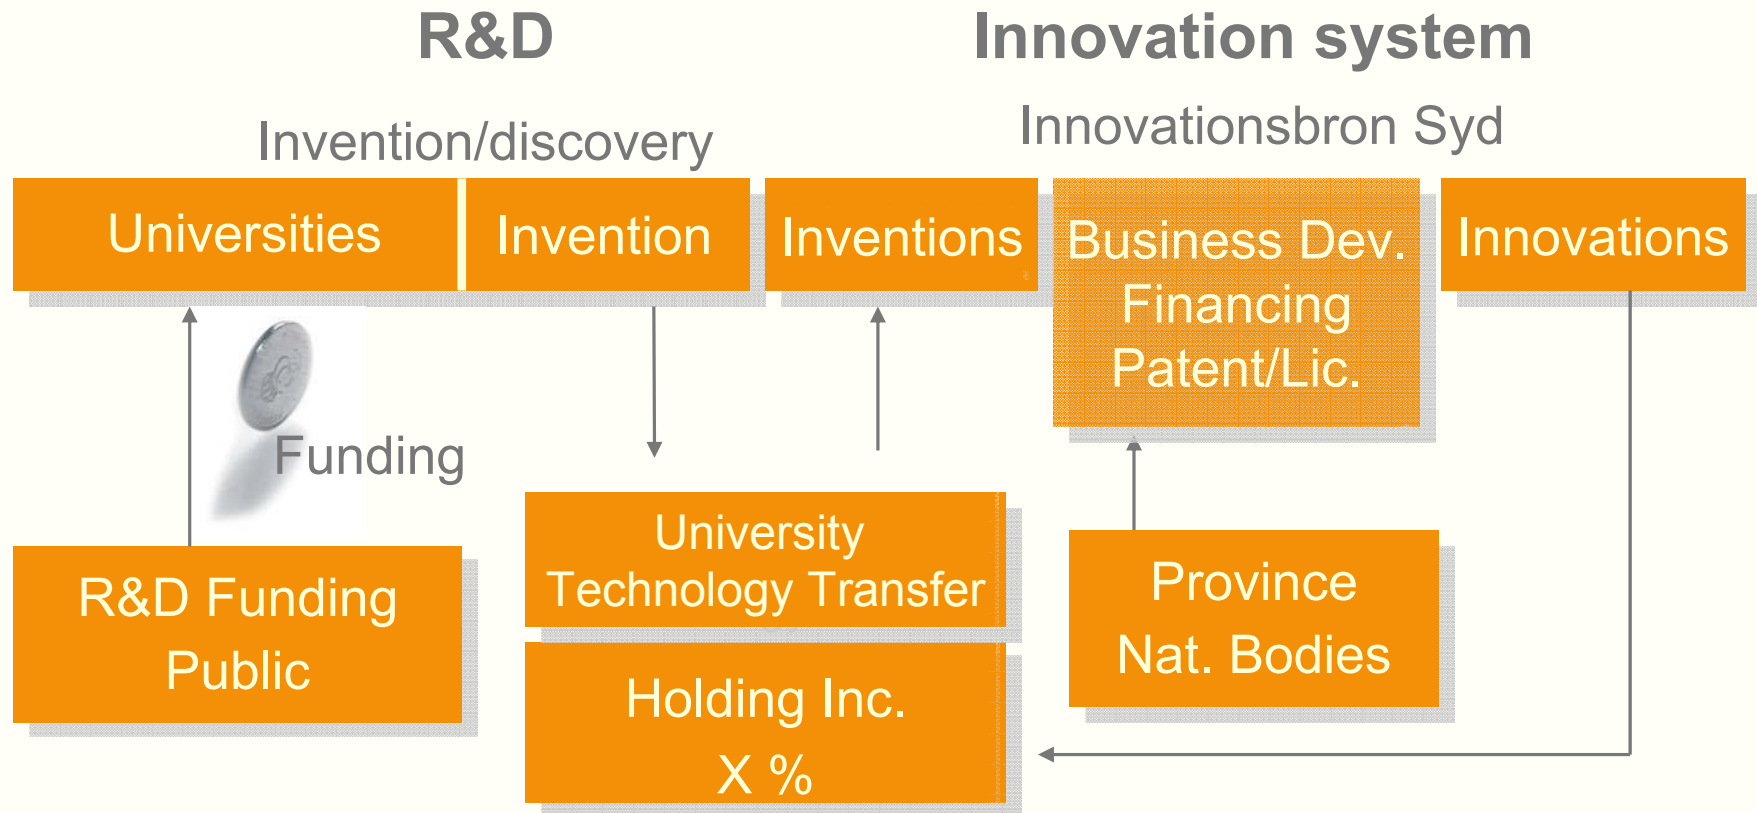 R&D
Innovation system
Invention/discovery
Innovationsbron Syd
Universities
Invention
Inventions
Business Dev.
Financing
Patent/Lic.
Innovations
Funding
R&D Funding
Public
University
Technology Transfer
Holding Inc.
X %
Province
Nat. Bodies